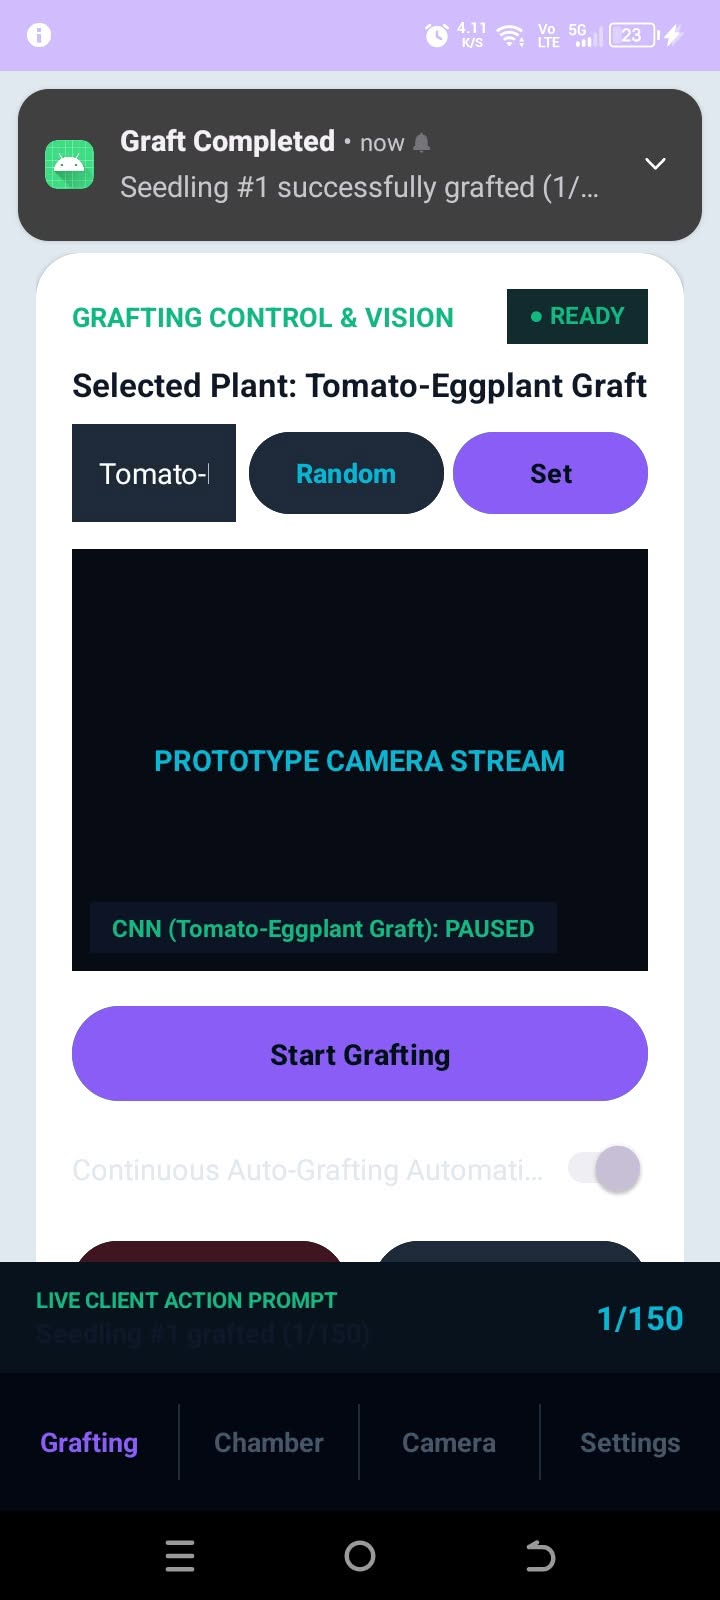 4.11
K/S
Vo
LTE
5G
23
Graft Completed • now
Seedling #1 successfully grafted (1/...
GRAFTING CONTROL & VISION
• READY
Selected Plant: Tomato-Eggplant Graft
Tomato-
Random
Set
PROTOTYPE CAMERA STREAM
CNN (Tomato-Eggplant Graft): PAUSED
Start Grafting
Continuous Auto-Grafting Automati...
LIVE CLIENT ACTION PROMPT
Seedling #1 grafted (1/150)
1/150
Grafting
Chamber
Camera
Settings